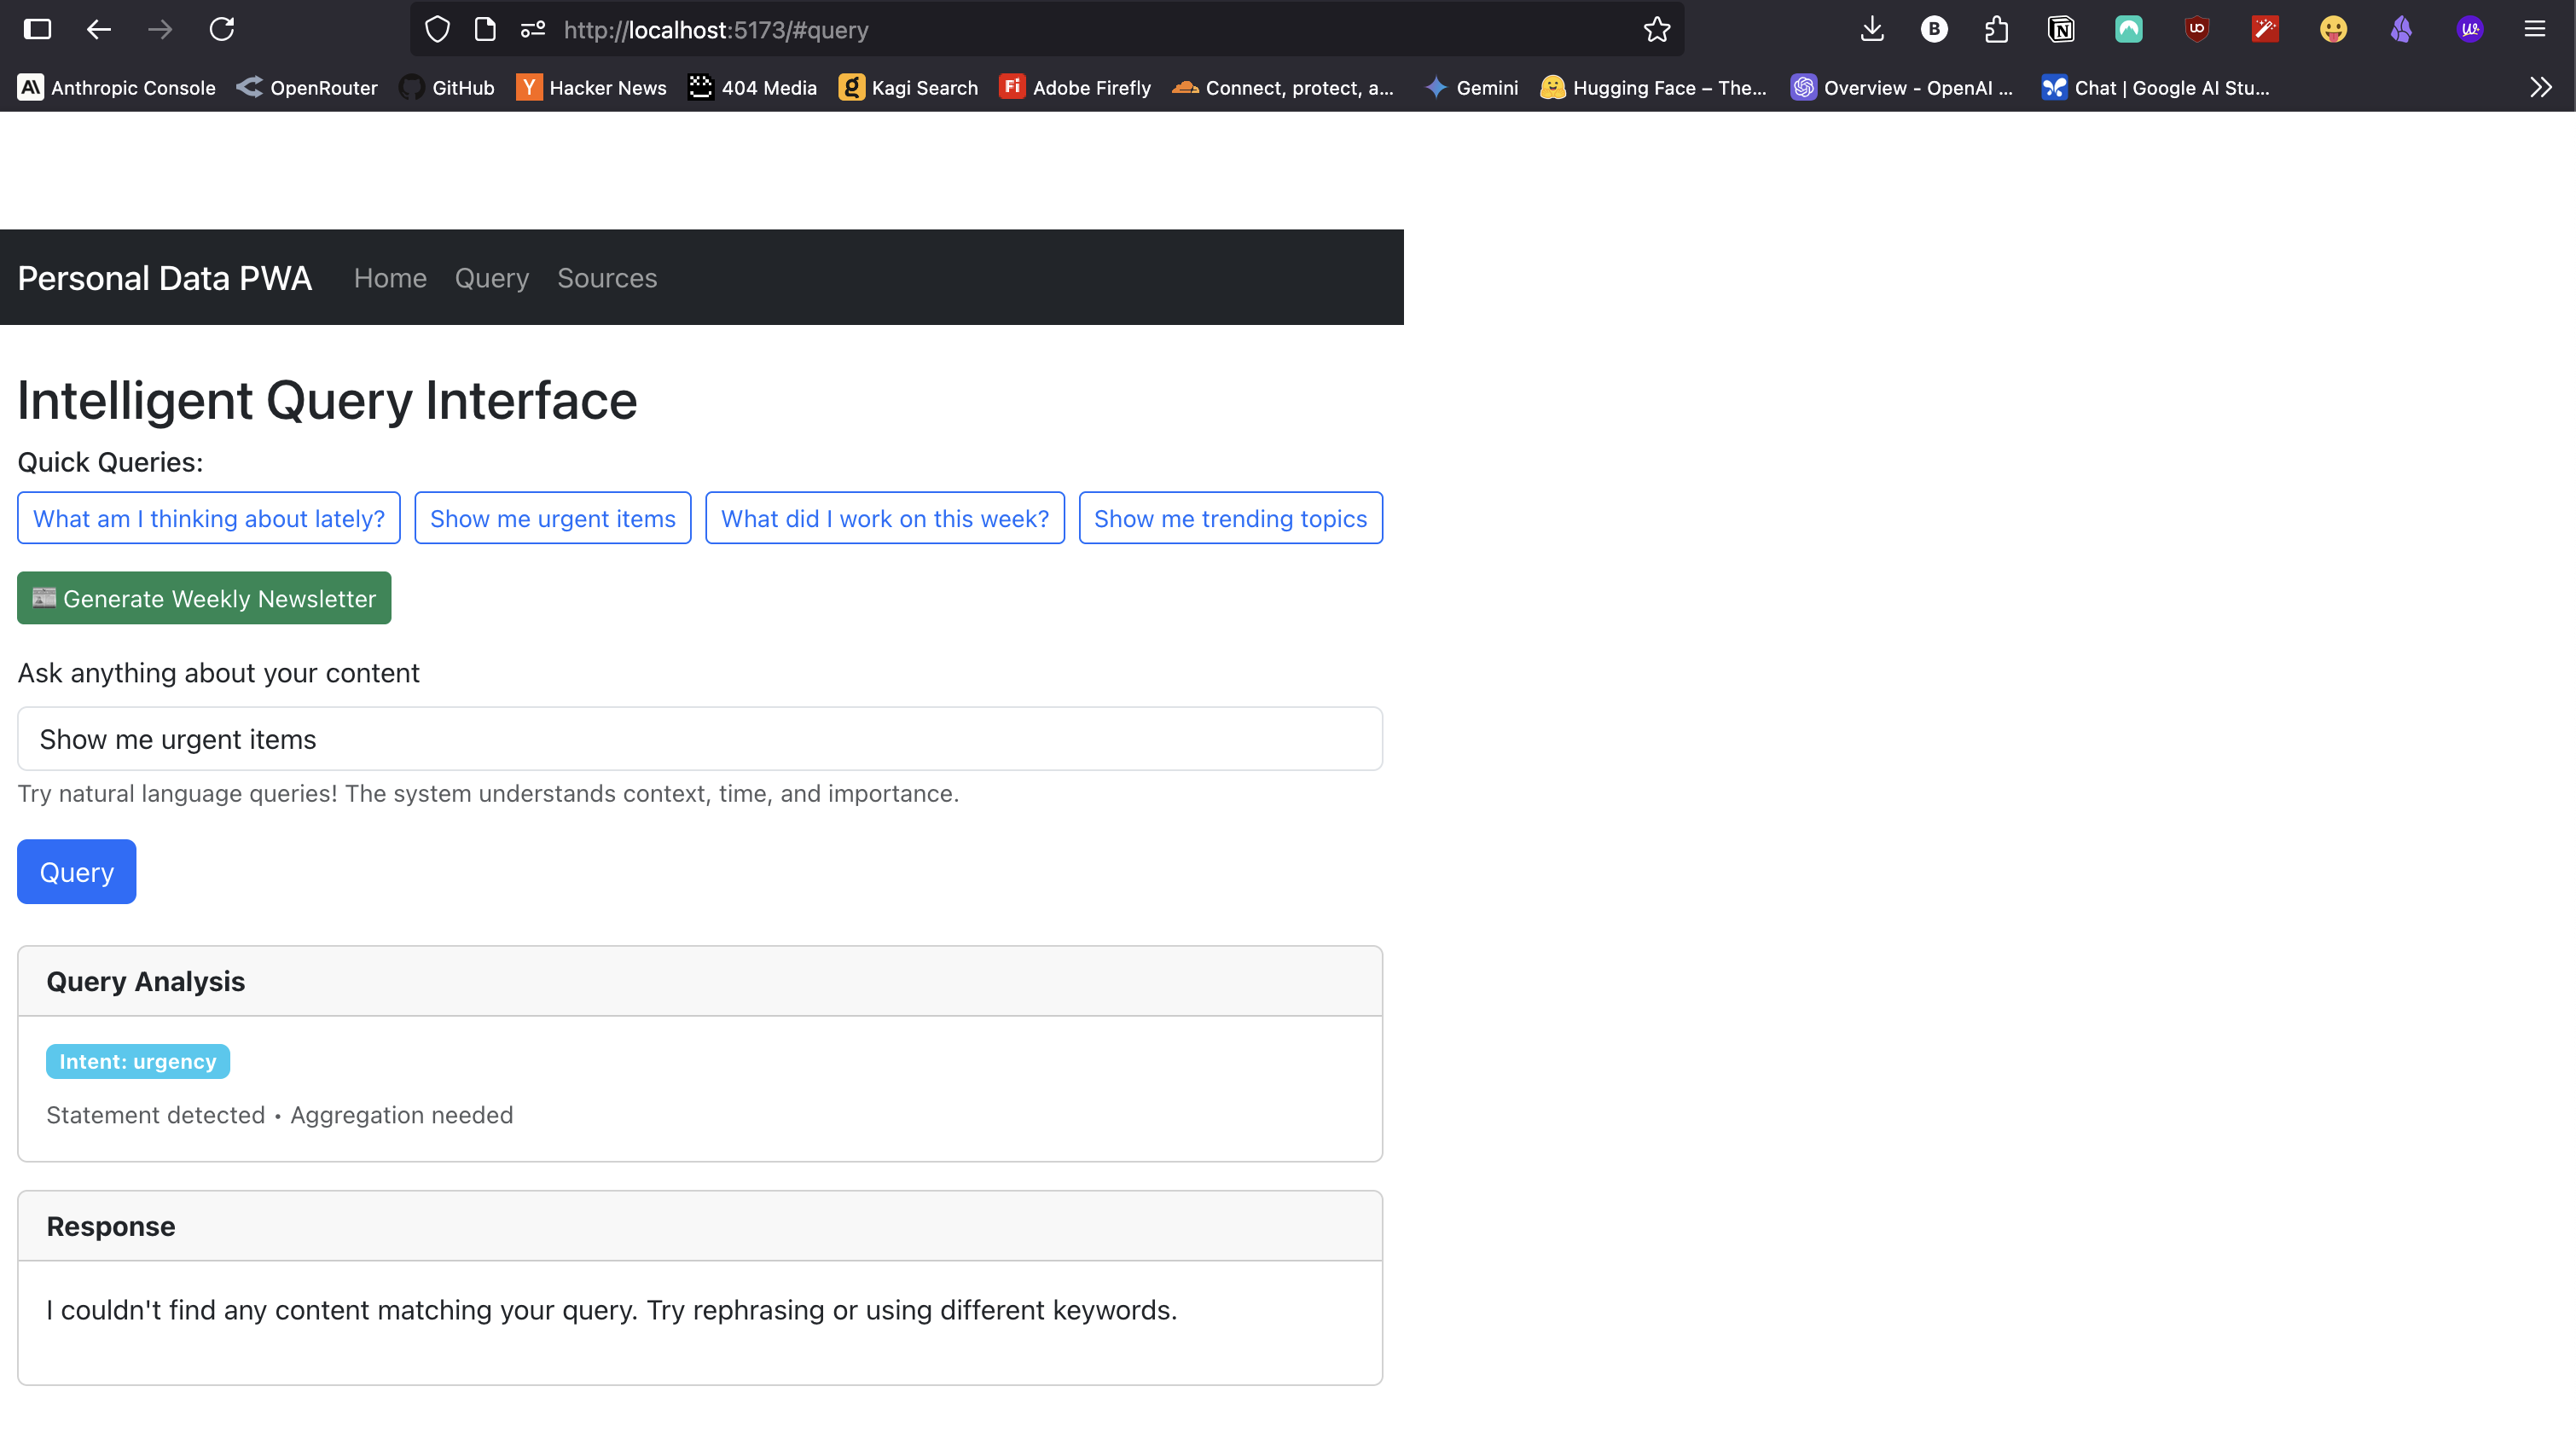 http://localhost:5173/#query
Anthropic Console OpenRouter GitHub Hacker News 404 Media Kagi Search Adobe Firefly Connect, protect, a... Gemini Hugging Face – The... Overview - OpenAI ... Chat | Google AI Stu...
Personal Data PWA Home Query Sources
Intelligent Query Interface
Quick Queries:
What am I thinking about lately? Show me urgent items What did I work on this week? Show me trending topics
Generate Weekly Newsletter
Ask anything about your content
Show me urgent items
Try natural language queries! The system understands context, time, and importance.
Query
Query Analysis
Intent: urgency
Statement detected • Aggregation needed
Response
I couldn't find any content matching your query. Try rephrasing or using different keywords.